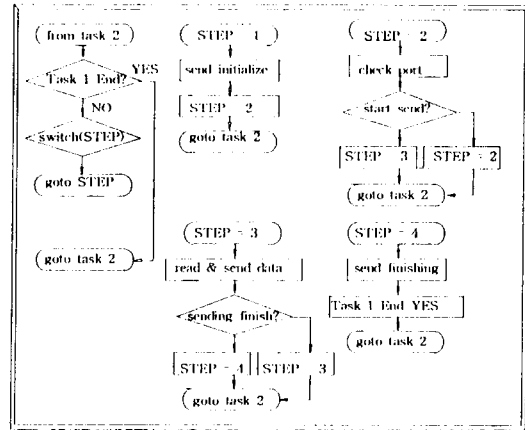 from task 2
Task 1 End?
YES
NO
switch(STEP)
goto STEP
goto task 2
STEP = 1
send initialize
STEP = 2
goto task 2
STEP = 2
check port
start send?
STEP = 3
STEP = 2
goto task 2
STEP = 3
read & send data
sending finish?
STEP = 4
STEP = 3
goto task 2
STEP = 4
send finishing
Task 1 End YES
goto task 2